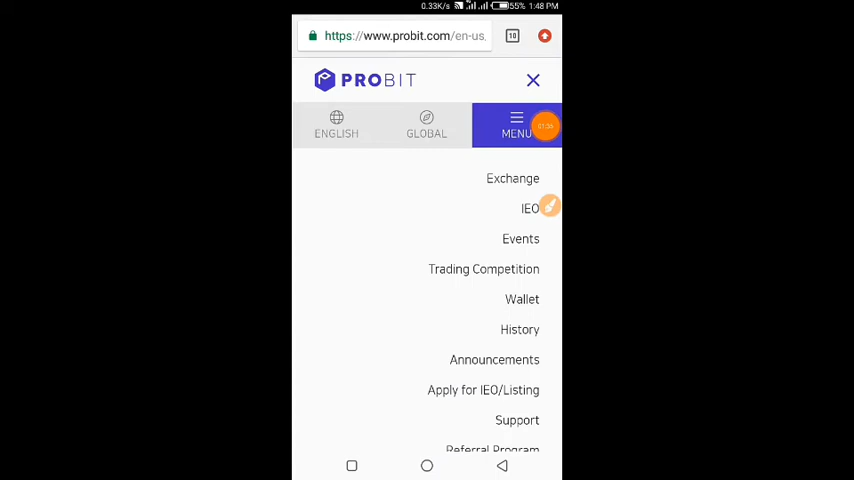 0.33K/s 55% 1:48 PM
https://www.probit.com/en-us
10
PROBIT
ENGLISH GLOBAL MENU
Exchange
IEO
Events
Trading Competition
Wallet
History
Announcements
Apply for IEO/Listing
Support
Referral Program